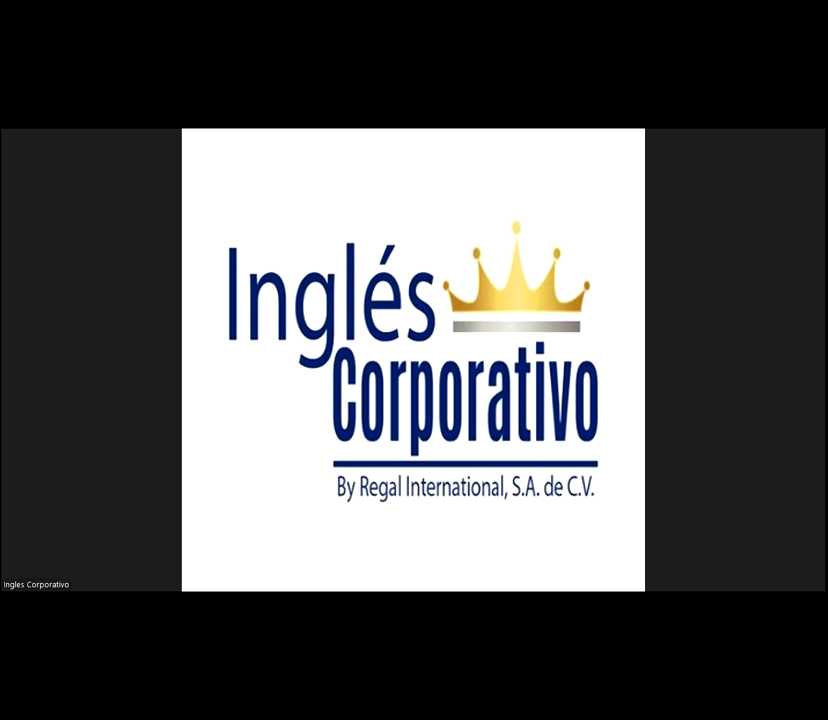 Inglés
Corporativo
By Regal International, S.A. de C.V.
Ingles Corporativo